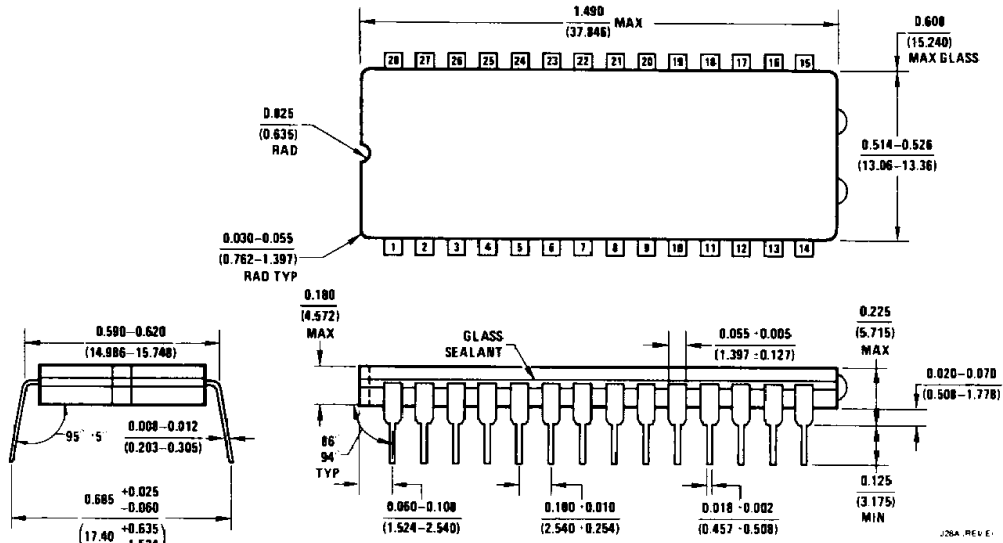 1.490
(37.846)
MAX
0.600
(15.240)
MAX GLASS
28 27 26 25 24 23 22 21 20 19 18 17 16 15
0.025
(0.635)
RAD
0.514–0.526
(13.06–13.36)
0.030–0.055
(0.762–1.397)
RAD TYP
1 2 3 4 5 6 7 8 9 10 11 12 13 14
0.180
(4.572)
MAX
0.225
(5.715)
MAX
0.590–0.620
(14.986–15.748)
GLASS
SEALANT
0.055 ±0.005
(1.397 ±0.127)
0.020–0.070
(0.508–1.778)
95° ±5°
0.008–0.012
(0.203–0.305)
86°
94°
TYP
0.125
(3.175)
MIN
0.685 +0.025
-0.060
(17.40 +0.635
0.060–0.100
(1.524–2.540)
0.100 ±0.010
(2.540 ±0.254)
0.018 ±0.002
(0.457 ±0.508)
J28A (REV E)